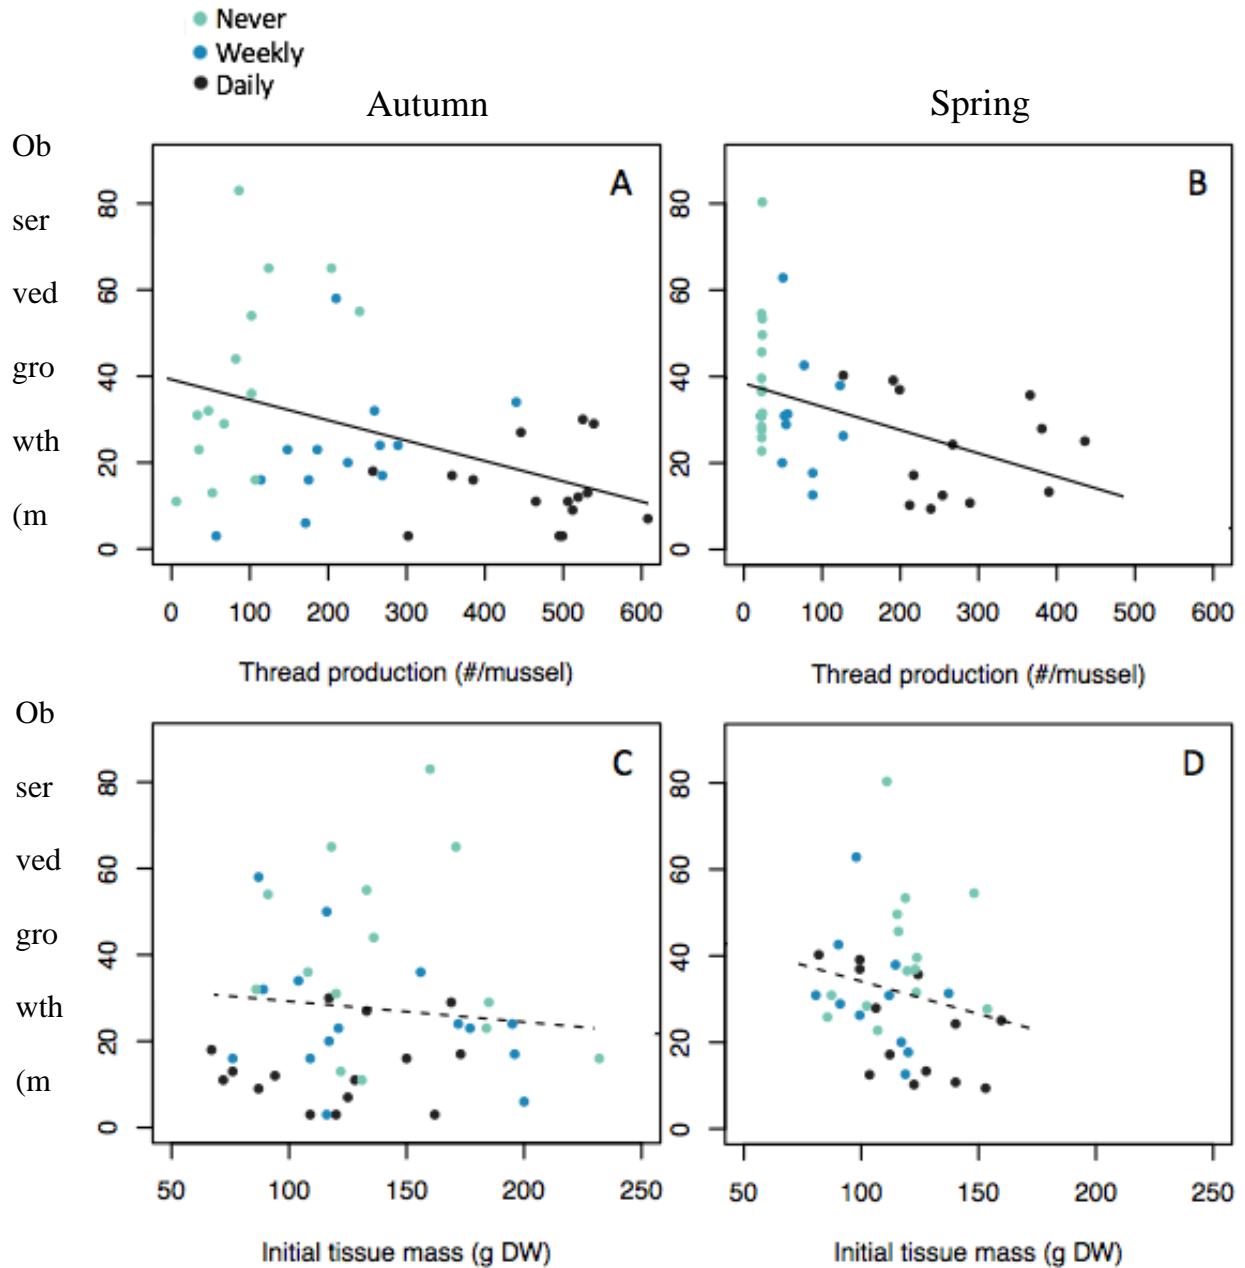 Never
Weekly
Daily
Autumn
Spring
Ob
ser
ved
gro
wth
(m
A
80
60
40
20
0
0 100 200 300 400 500 600
Thread production (#/mussel)
B
80
60
40
20
0
0 100 200 300 400 500 600
Thread production (#/mussel)
Ob
ser
ved
gro
wth
(m
C
80
60
40
20
0
50 100 150 200 250
Initial tissue mass (g DW)
D
80
60
40
20
0
50 100 150 200 250
Initial tissue mass (g DW)